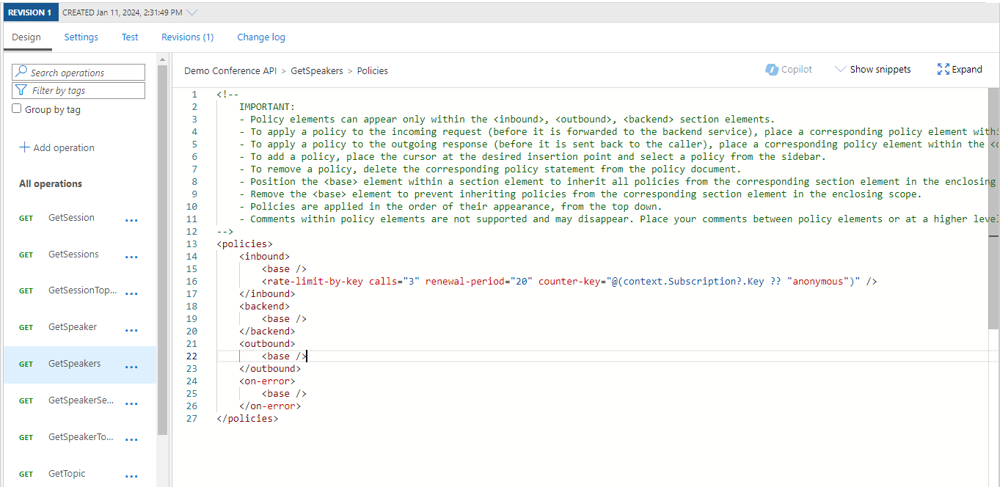 REVISION 1 CREATED Jan 11, 2024, 2:31:49 PM
Design Settings Test Revisions (1) Change log
Search operations
Filter by tags
Group by tag
Add operation
All operations
GET GetSession ...
GET GetSessions ...
GET GetSessionTop... ...
GET GetSpeaker ...
GET GetSpeakers ...
GET GetSpeakerSe... ...
GET GetSpeakerTo... ...
GET GetTopic ...
Demo Conference API > GetSpeakers > Policies
Copilot Show snippets Expand
1 <!--
2 IMPORTANT:
3 - Policy elements can appear only within the <inbound>, <outbound>, <backend> section elements.
4 - To apply a policy to the incoming request (before it is forwarded to the backend service), place a corresponding policy element withi
5 - To apply a policy to the outgoing response (before it is sent back to the caller), place a corresponding policy element within the <o
6 - To add a policy, place the cursor at the desired insertion point and select a policy from the sidebar.
7 - To remove a policy, delete the corresponding policy statement from the policy document.
8 - Position the <base> element within a section element to inherit all policies from the corresponding section element in the enclosing
9 - Remove the <base> element to prevent inheriting policies from the corresponding section element in the enclosing scope.
10 - Policies are applied in the order of their appearance, from the top down.
11 - Comments within policy elements are not supported and may disappear. Place your comments between policy elements or at a higher level
12 -->
13 <policies>
14 <inbound>
15 <base />
16 <rate-limit-by-key calls="3" renewal-period="20" counter-key="@(context.Subscription?.Key ?? "anonymous")" />
17 </inbound>
18 <backend>
19 <base />
20 </backend>
21 <outbound>
22 <base />
23 </outbound>
24 <on-error>
25 <base />
26 </on-error>
27 </policies>